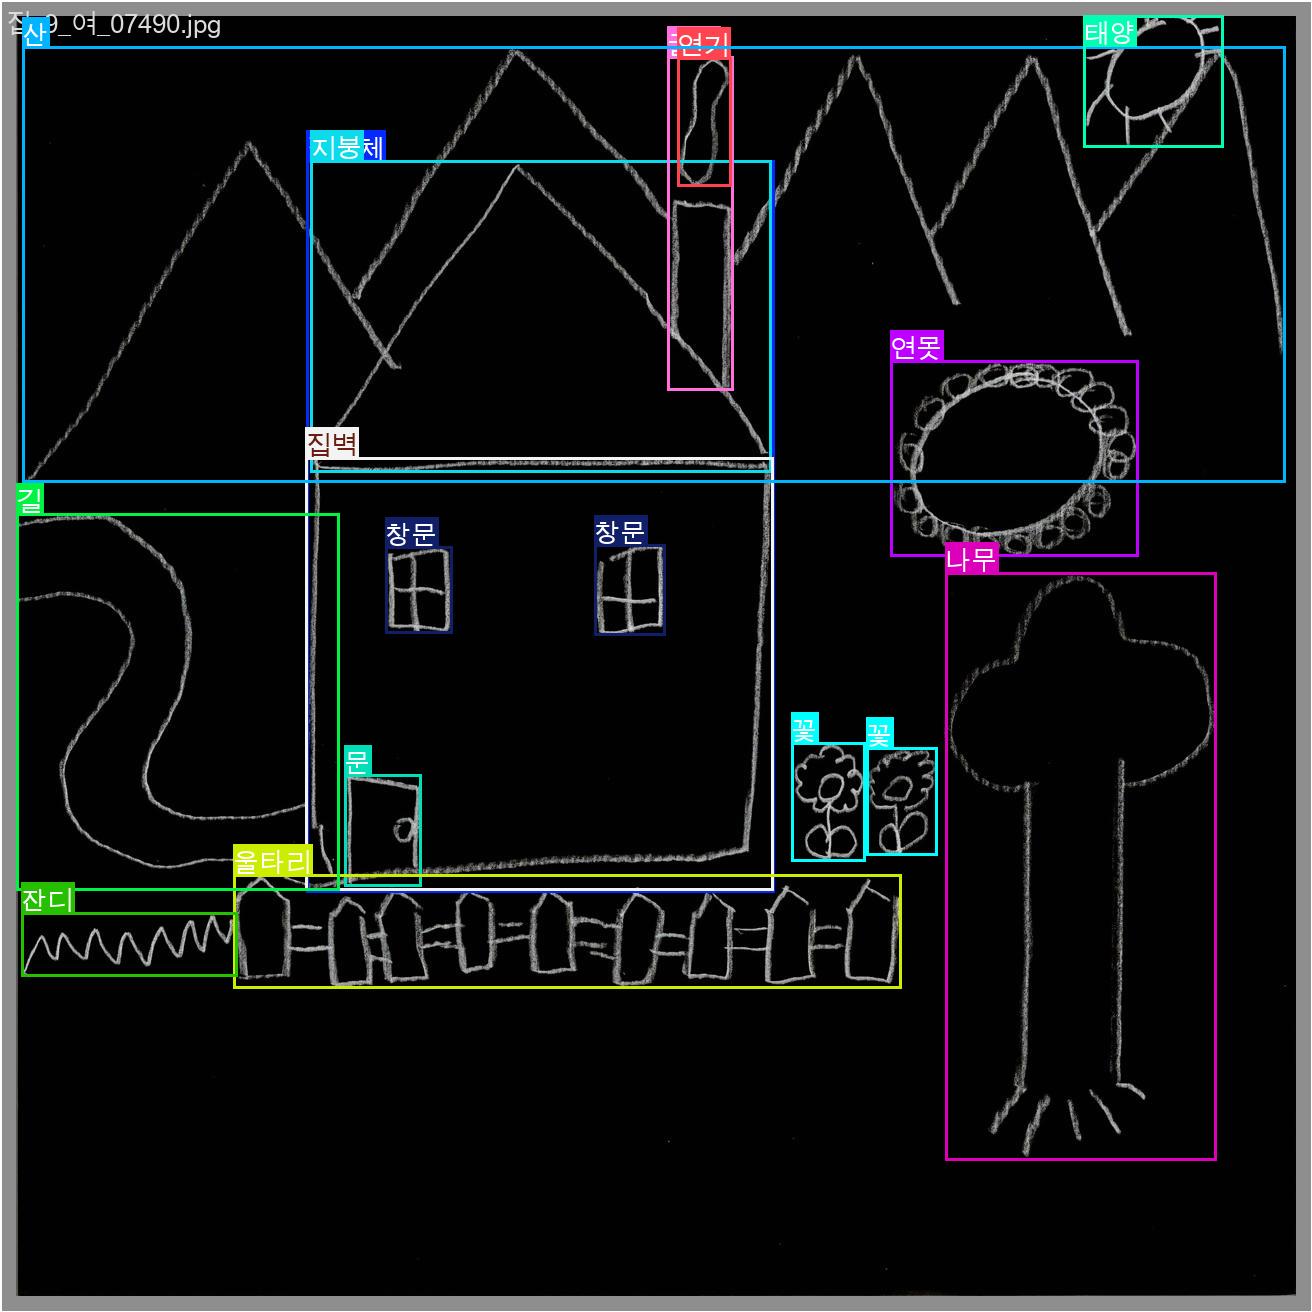 집_9_여_07490.jpg
산
연기
태양
지붕
체
연못
집벽
길
창문
창문
나무
꽃
꽃
문
울타리
잔디